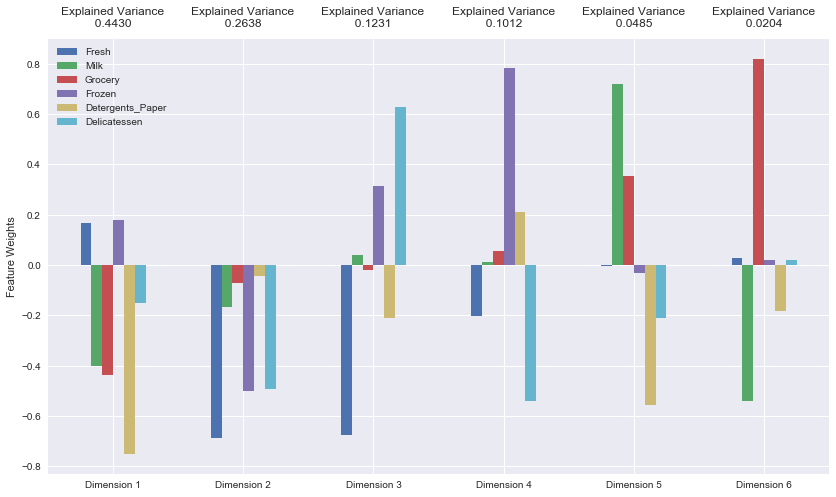 Explained Variance Explained Variance Explained Variance Explained Variance Explained Variance Explained Variance
0.4430 0.2638 0.1231 0.1012 0.0485 0.0204
Fresh
Milk
Grocery
Frozen
Detergents_Paper
Delicatessen
Feature Weights
0.8
0.6
0.4
0.2
0.0
−0.2
−0.4
−0.6
−0.8
Dimension 1 Dimension 2 Dimension 3 Dimension 4 Dimension 5 Dimension 6